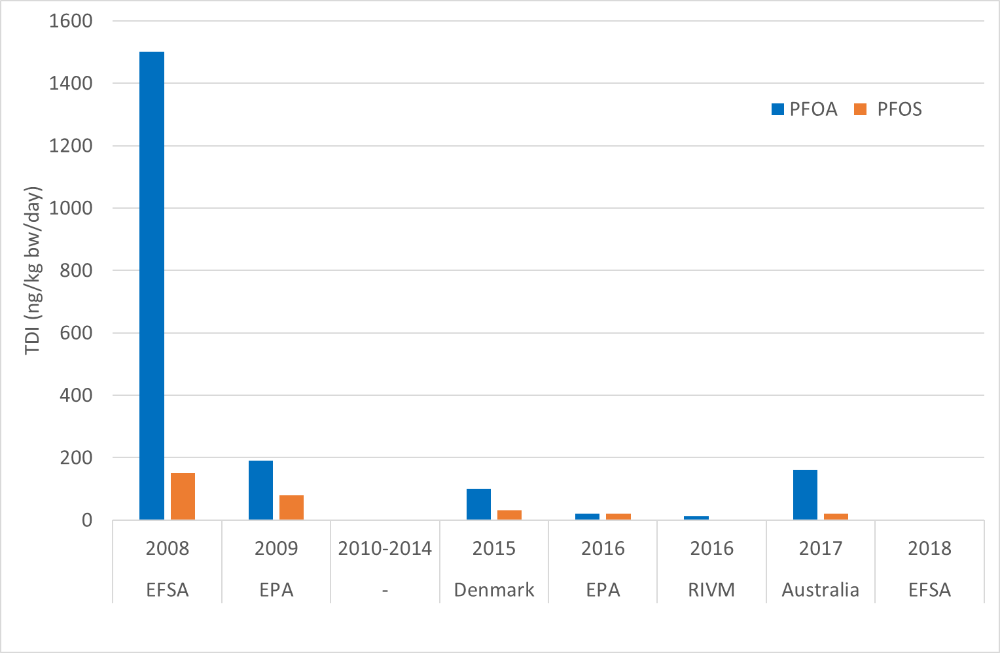 1600
1400
1200
1000
800
600
400
200
0
TDI (ng/kg bw/day)
PFOA PFOS
2008 2009 2010-2014 2015 2016 2016 2017 2018
EFSA EPA - Denmark EPA RIVM Australia EFSA